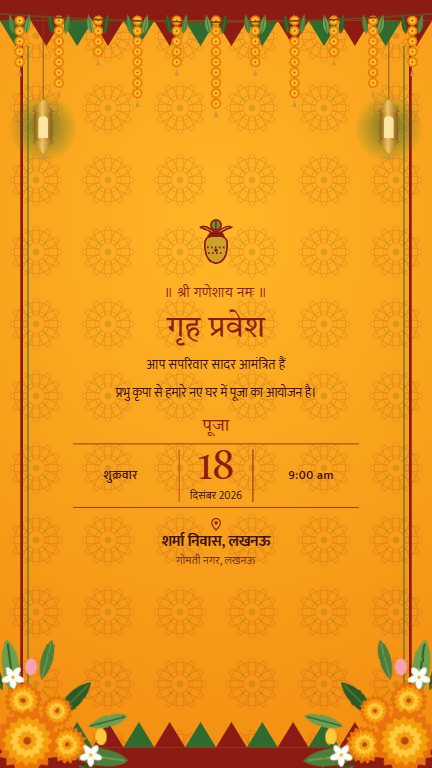 ॥ श्री गणेशाय नमः ॥
गृह प्रवेश
आप सपरिवार सादर आमंत्रित हैं
प्रभु कृपा से हमारे नए घर में पूजा का आयोजन है।
पूजा
शुक्रवार
18
दिसंबर 2026
9:00 am
शर्मा निवास, लखनऊ
गोमती नगर, लखनऊ